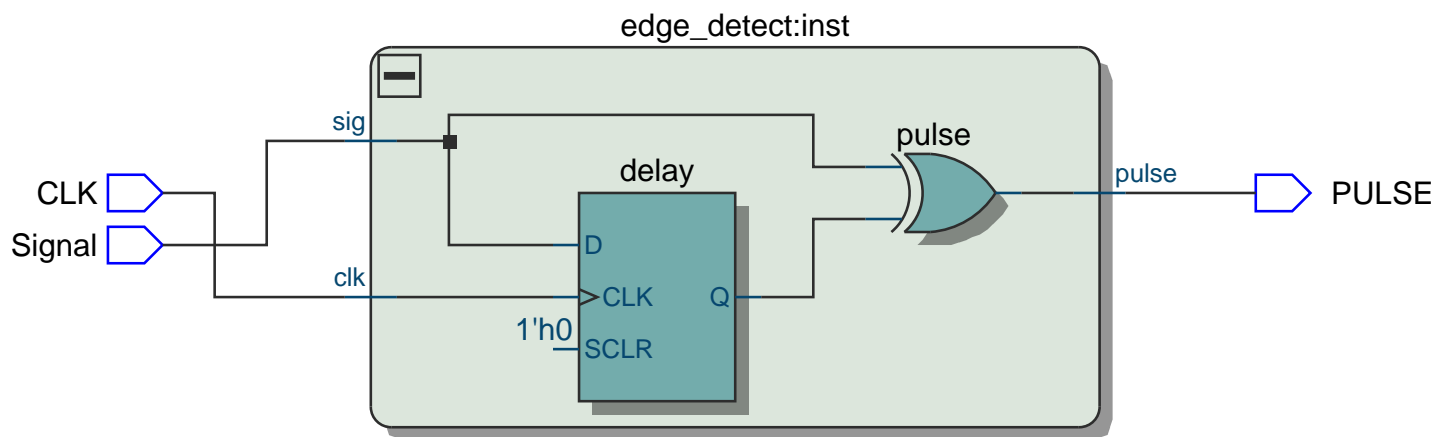 edge_detect:inst
sig
pulse
delay
pulse
CLK
PULSE
Signal
D
clk
CLK
Q
1'h0
SCLR